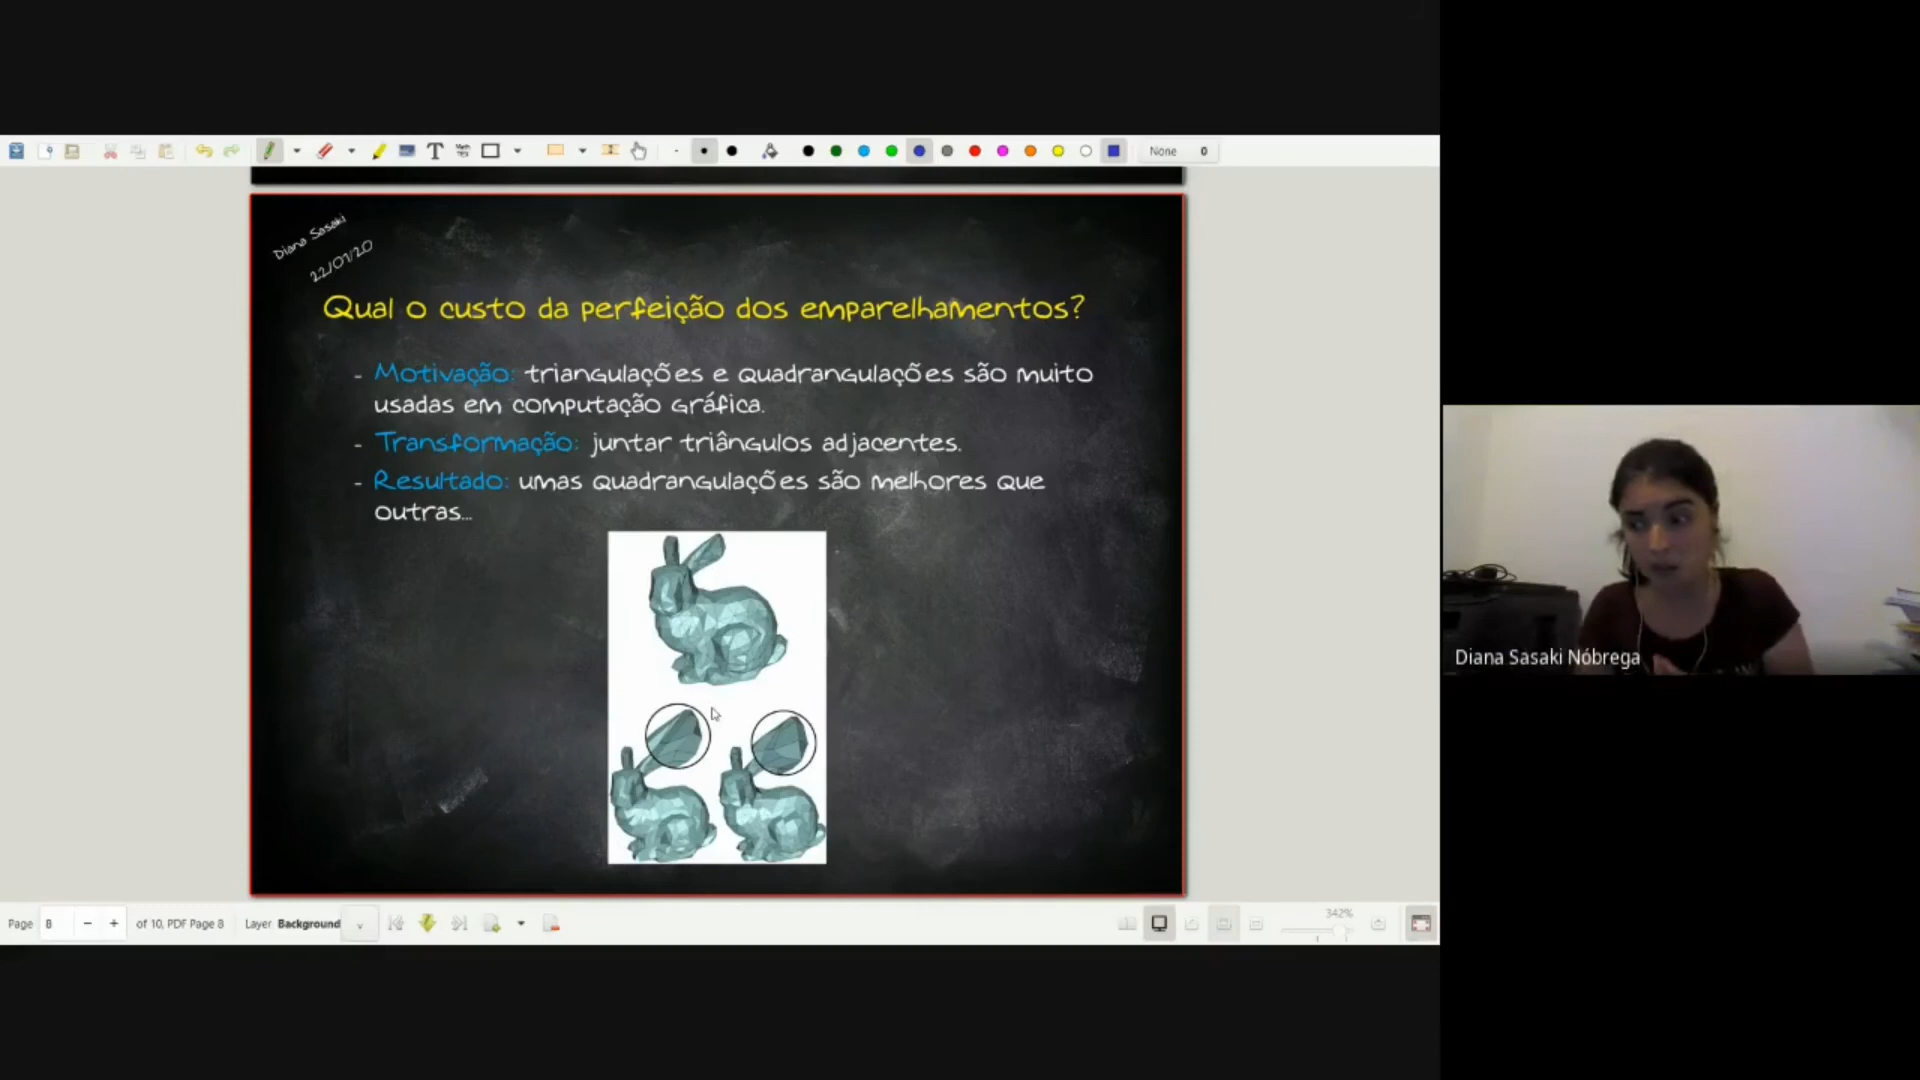 None 0
Diana Sasaki
22/01/20
Qual o custo da perfeição dos emparelhamentos?
- Motivação: triangulações e quadrangulações são muito
usadas em computação gráfica.
- Transformação: juntar triângulos adjacentes.
- Resultado: umas quadrangulações são melhores que
outras...
Diana Sasaki Nóbrega
Page 8 of 10, PDF Page 8 Layer Background 342%